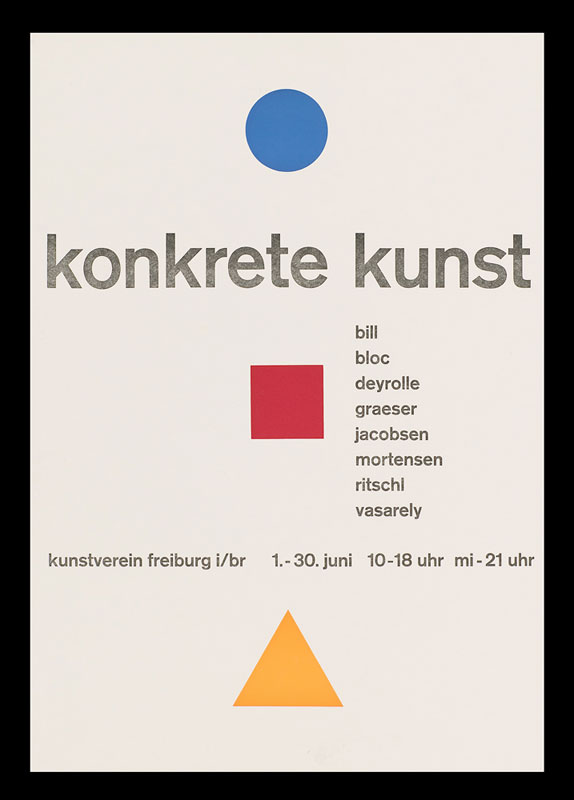 konkrete kunst
bill
bloc
deyrolle
graeser
jacobsen
mortensen
ritschl
vasarely
kunstverein freiburg i/br 1.-30. juni 10-18 uhr mi-21 uhr